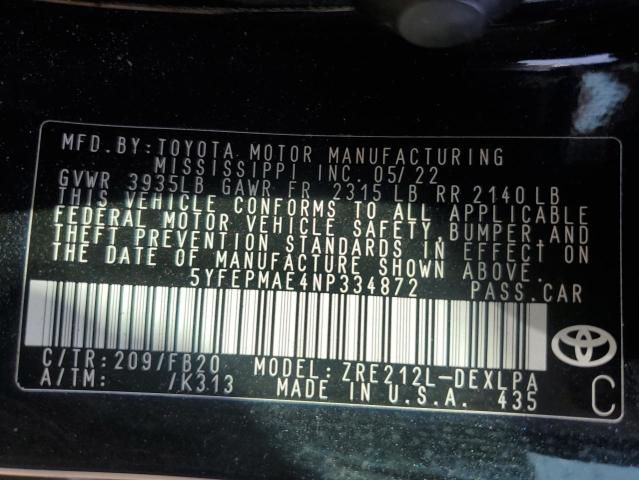 MFD. BY: TOYOTA MOTOR MANUFACTURING
MISSISSIPPI INC. 05/22
GVWR 3935LB GAWR FR 2315 LB RR 2140 LB
THIS VEHICLE CONFORMS TO ALL APPLICABLE
FEDERAL MOTOR VEHICLE SAFETY, BUMPER, AND
THEFT PREVENTION STANDARDS IN EFFECT ON
THE DATE OF MANUFACTURE SHOWN ABOVE.
5YFEPMAE4NP334872 PASS.CAR
C/TR: 209/FB20 MODEL: ZRE212L-DEXLPA
A/TM: /K313 MADE IN U.S.A. 435 C